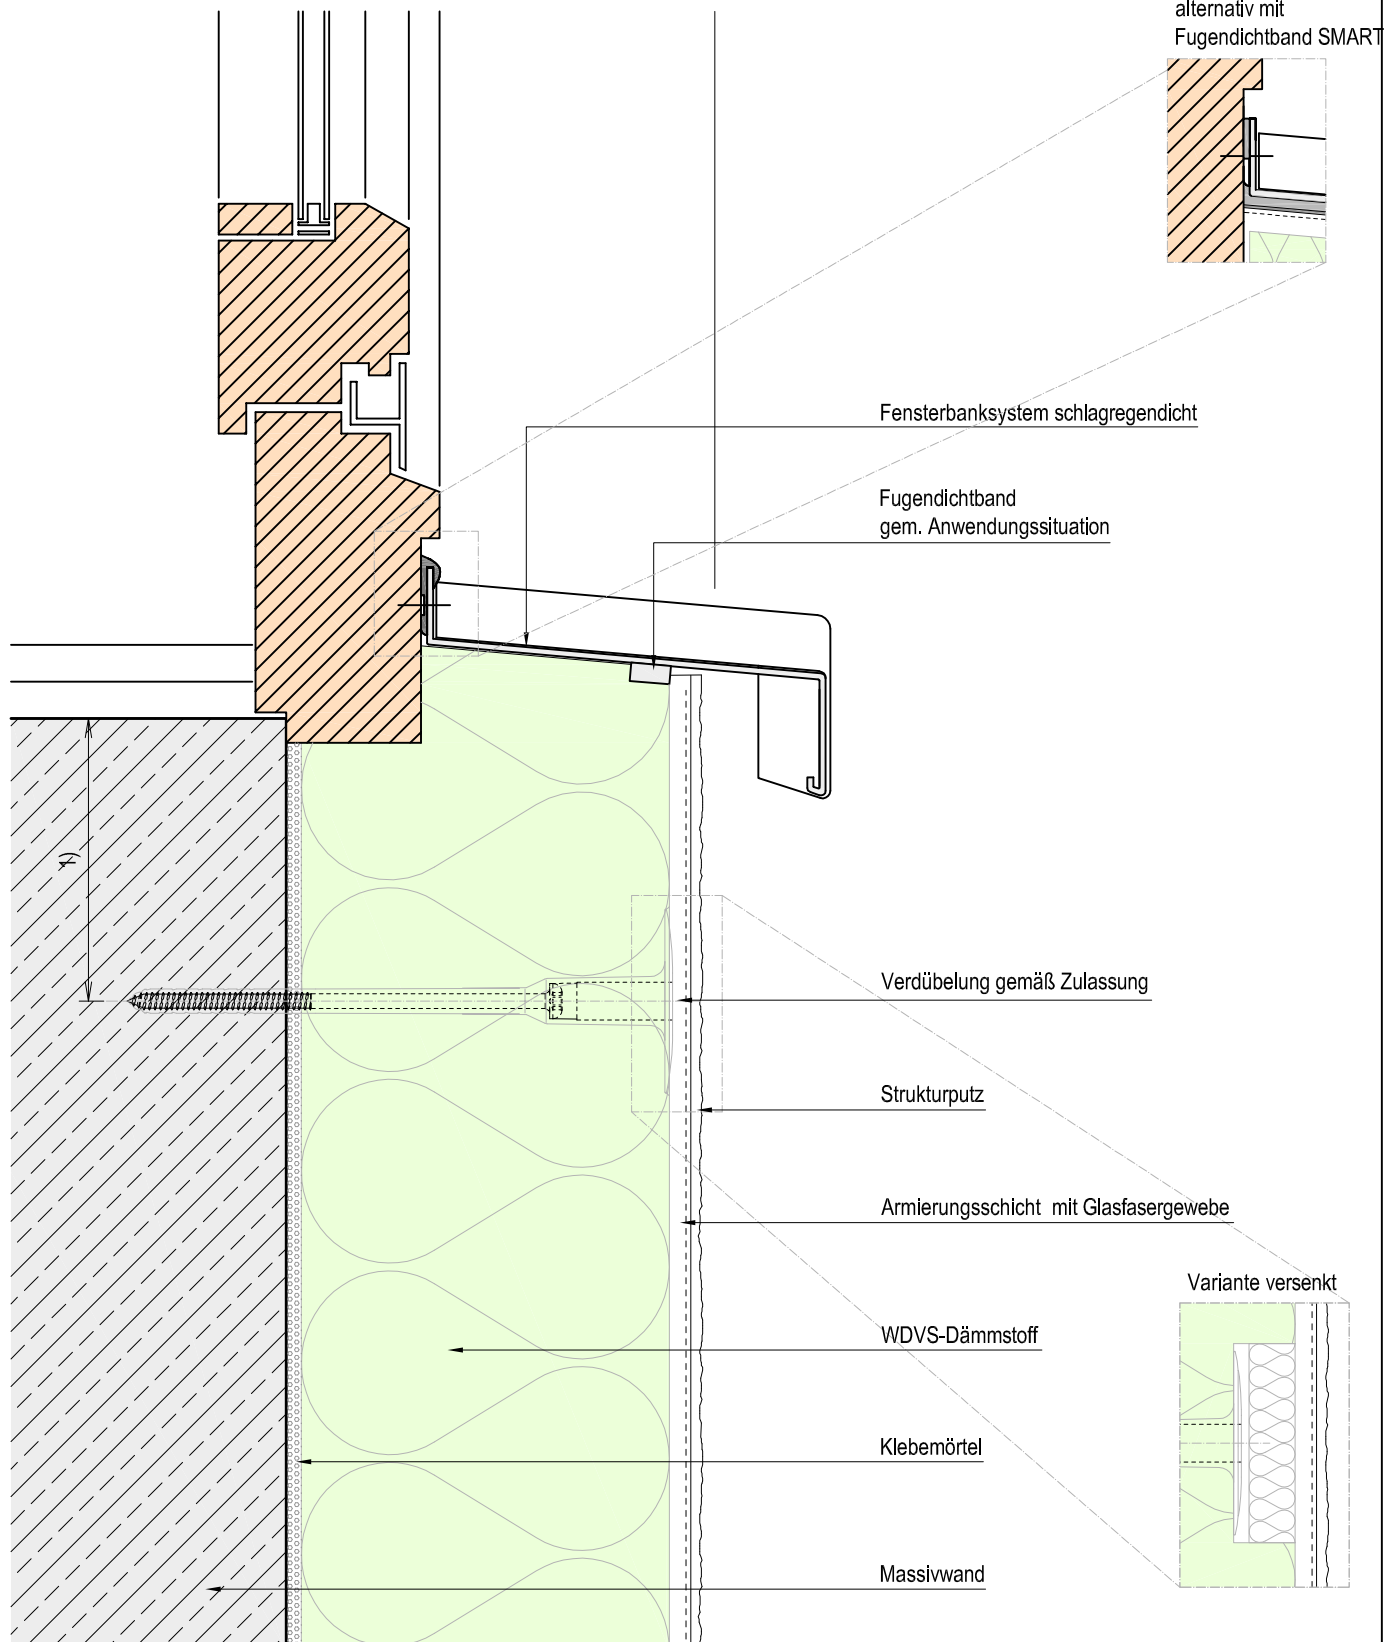 alternativ mit
Fugendichtband SMART
Fensterbanksystem schlagregendicht
Fugendichtband
gem. Anwendungssituation
1)
Verdübelung gemäß Zulassung
Strukturputz
Armierungsschicht mit Glasfasergewebe
Variante versenkt
WDVS-Dämmstoff
Klebemörtel
Massivwand